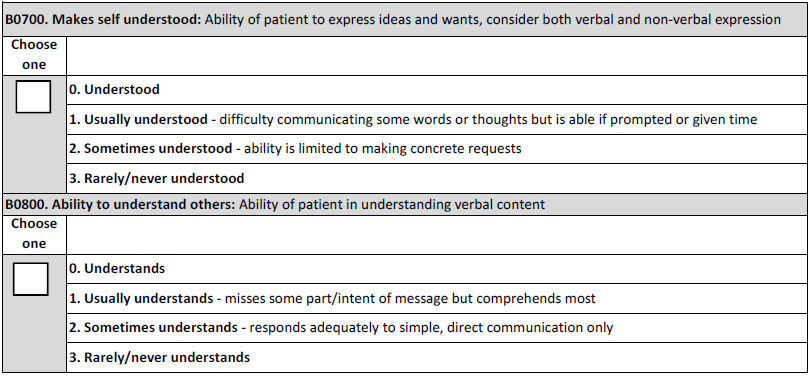 B0700. Makes self understood: Ability of patient to express ideas and wants, consider both verbal and non-verbal expression
Choose
one
0. Understood
1. Usually understood - difficulty communicating some words or thoughts but is able if prompted or given time
2. Sometimes understood - ability is limited to making concrete requests
3. Rarely/never understood
B0800. Ability to understand others: Ability of patient in understanding verbal content
Choose
one
0. Understands
1. Usually understands - misses some part/intent of message but comprehends most
2. Sometimes understands - responds adequately to simple, direct communication only
3. Rarely/never understands